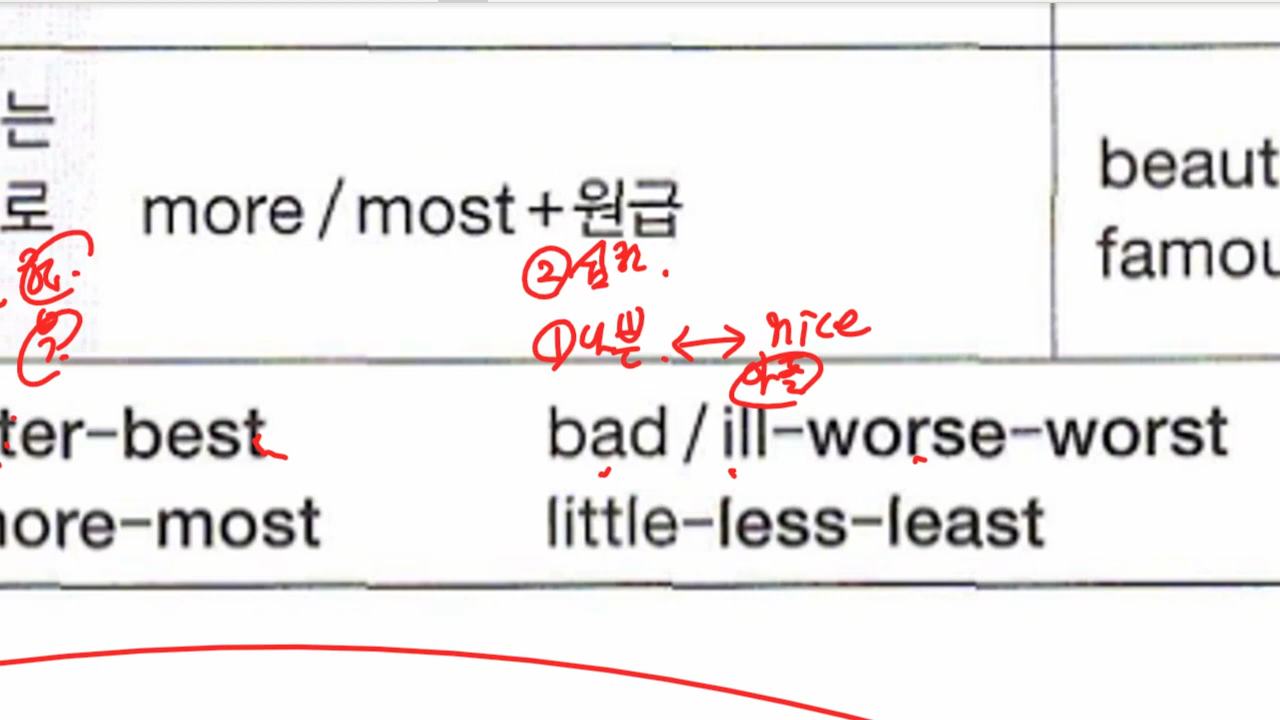 는
로
more / most + 원급
beaut
famou
②심한.
①나쁜. ↔ nice
아픈
ter-best
bad / ill-worse-worst
ore-most
little-less-least